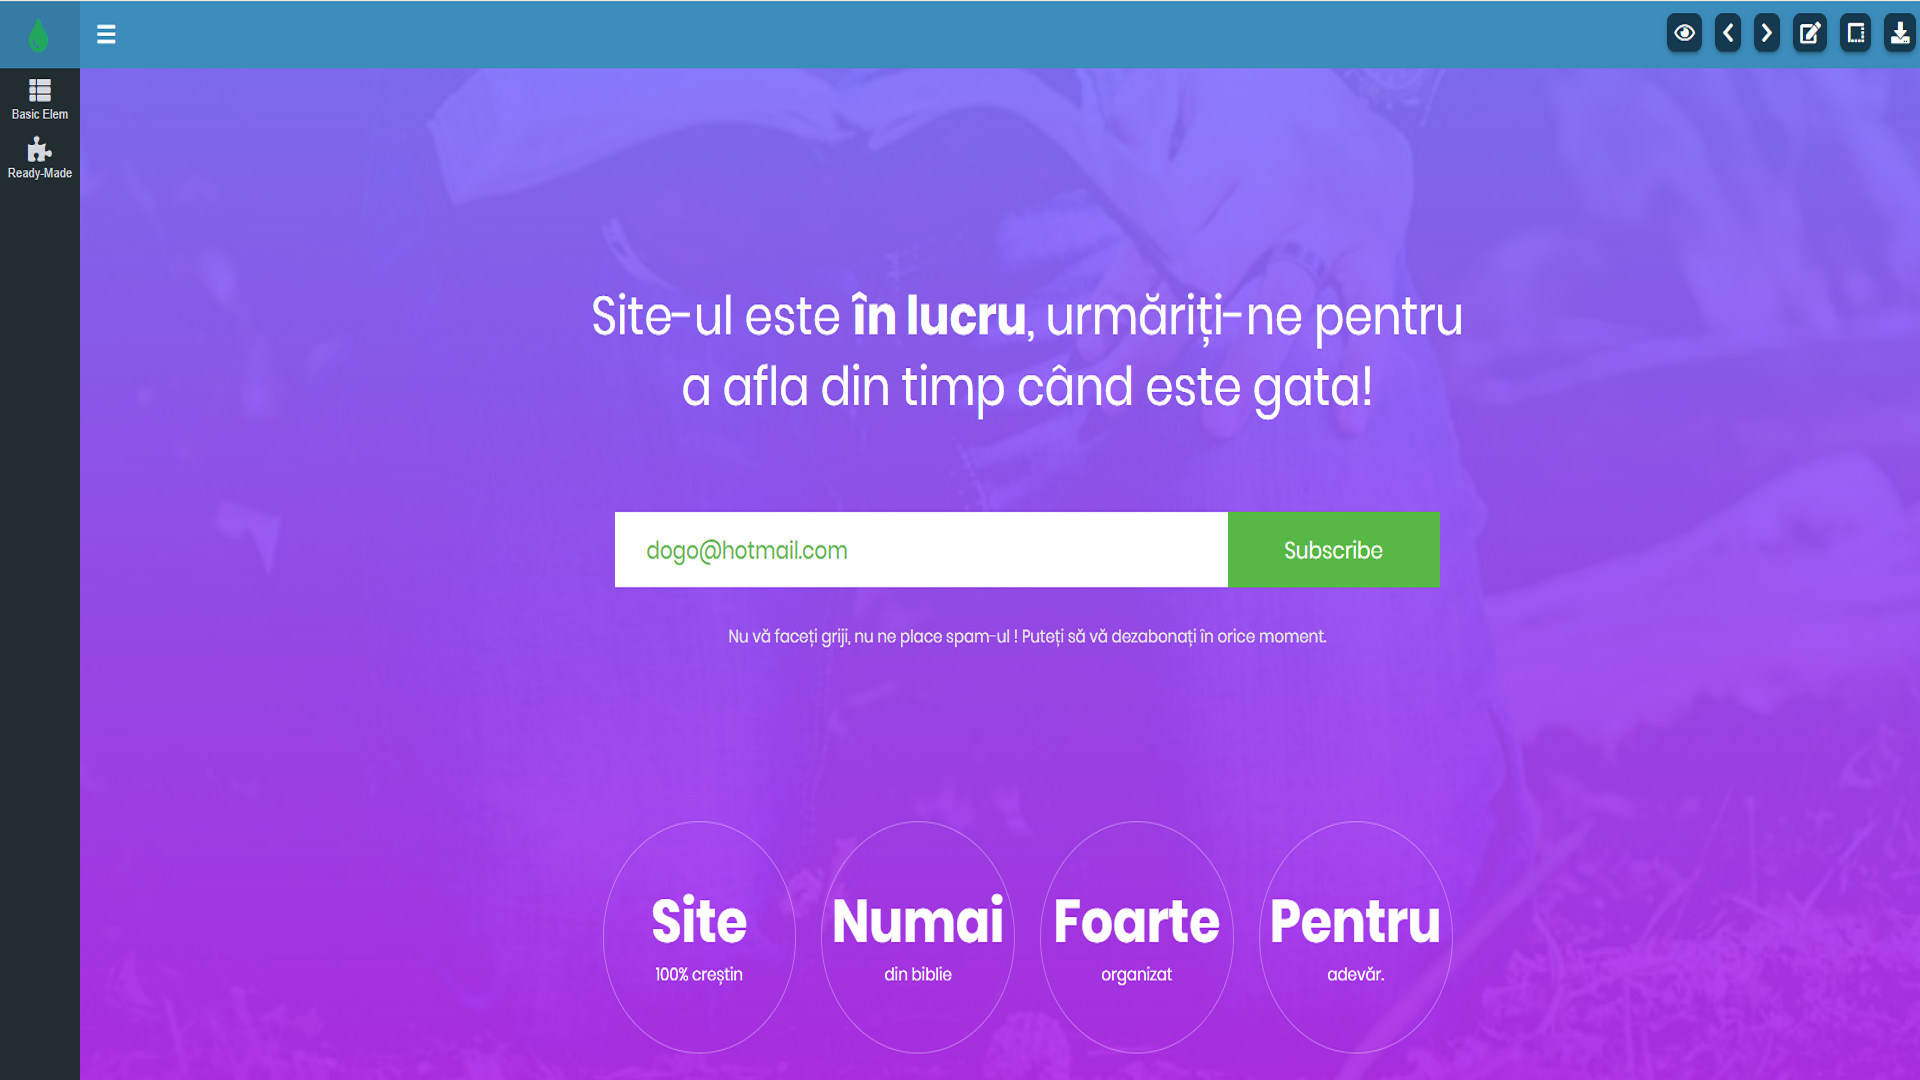 Basic Elem
Ready-Made
Site-ul este în lucru, urmăriți-ne pentru
a afla din timp când este gata!
dogo@hotmail.com
Subscribe
Nu vă faceți griji, nu ne place spam-ul ! Puteți să vă dezabonați în orice moment.
Site
100% creștin
Numai
din biblie
Foarte
organizat
Pentru
adevăr.